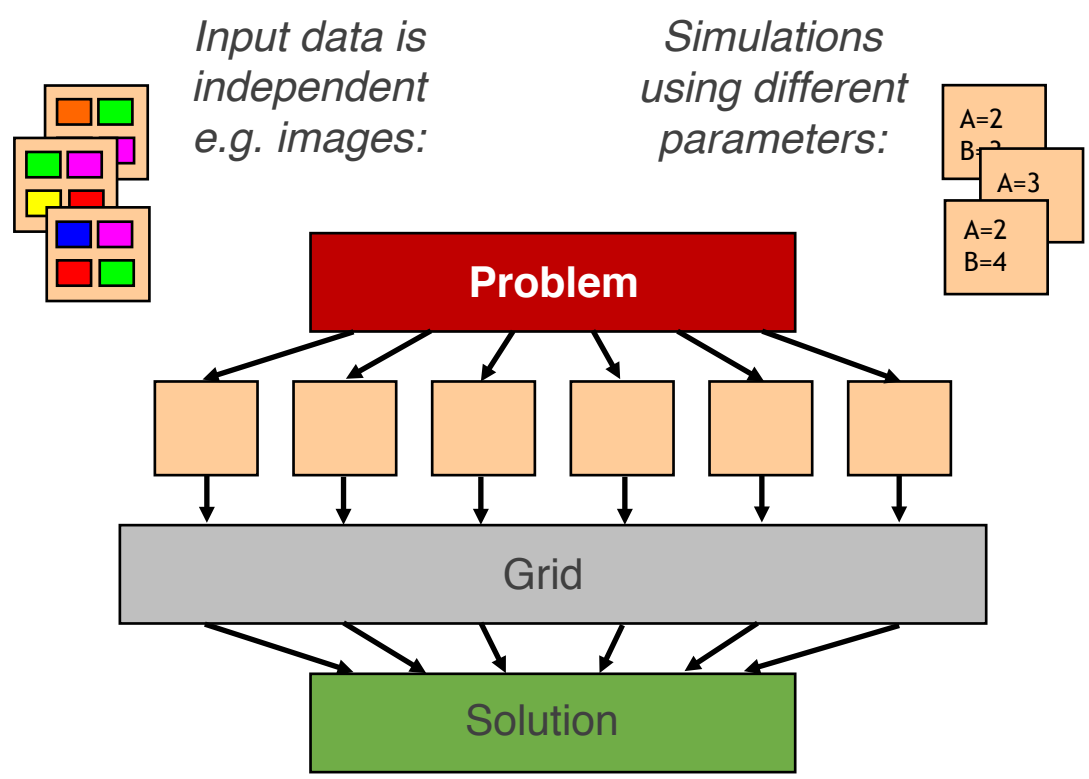 Input data is
independent
e.g. images:
Simulations
using different
parameters:
A=2
A=3
A=2
B=4
Problem
Grid
Solution